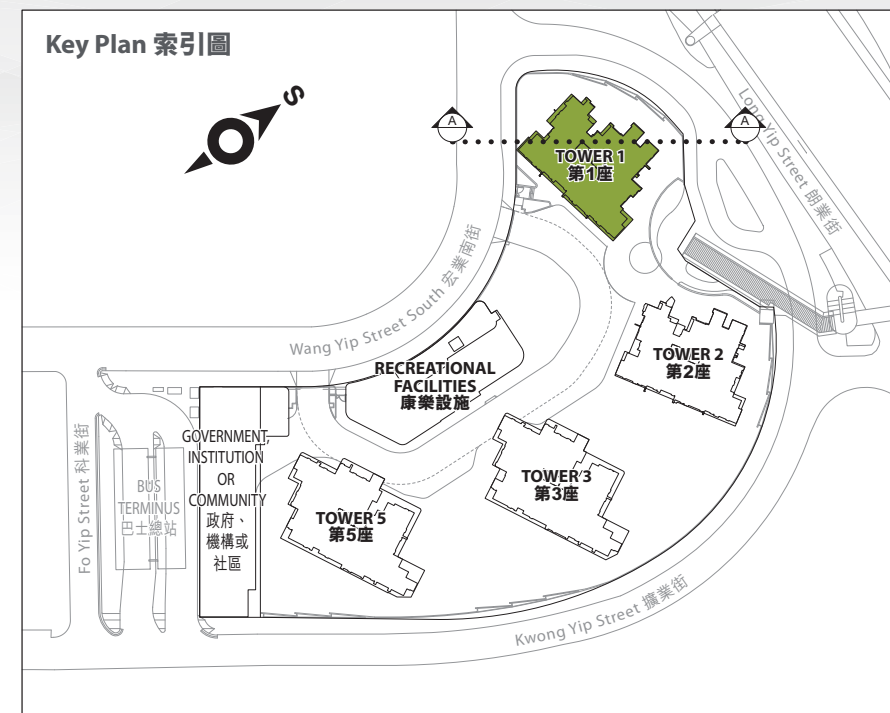 Key Plan 索引圖
S
A
A
Long Yip Street 朗業街
TOWER 1
第1座
Wang Yip Street South 宏業南街
TOWER 2
第2座
RECREATIONAL
FACILITIES
康樂設施
GOVERNMENT,
INSTITUTION
OR
COMMUNITY
政府、
機構或
社區
TOWER 3
第3座
TOWER 5
第5座
BUS
TERMINUS
巴士總站
Fo Yip Street 科業街
Kwong Yip Street 擴業街